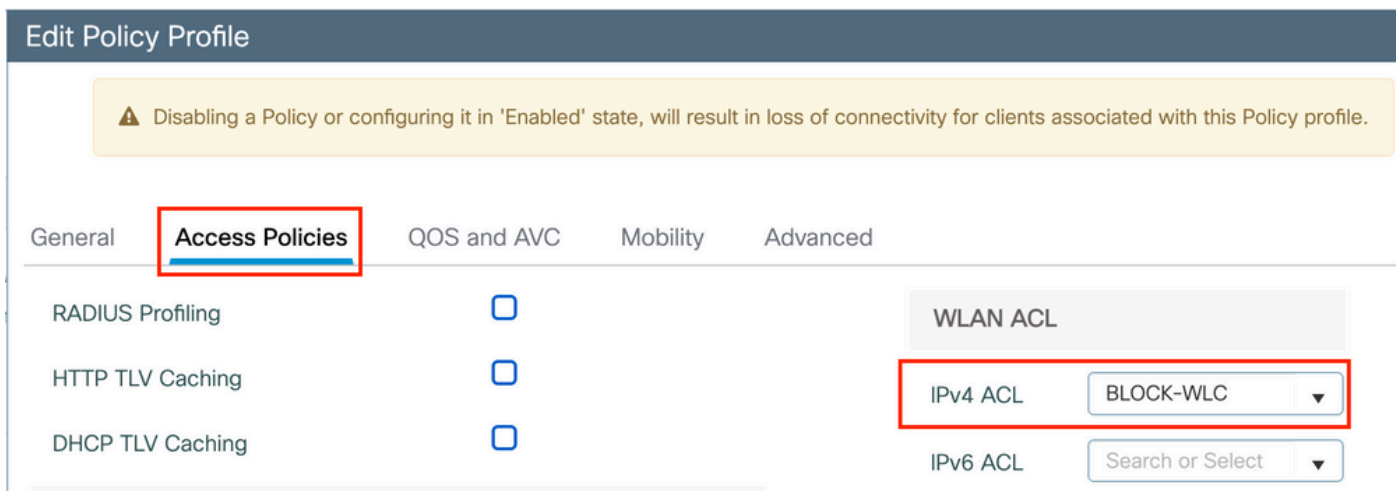 Edit Policy Profile
Disabling a Policy or configuring it in 'Enabled' state, will result in loss of connectivity for clients associated with this Policy profile.
General Access Policies QOS and AVC Mobility Advanced
RADIUS Profiling
HTTP TLV Caching
DHCP TLV Caching
WLAN ACL
IPv4 ACL BLOCK-WLC
IPv6 ACL Search or Select